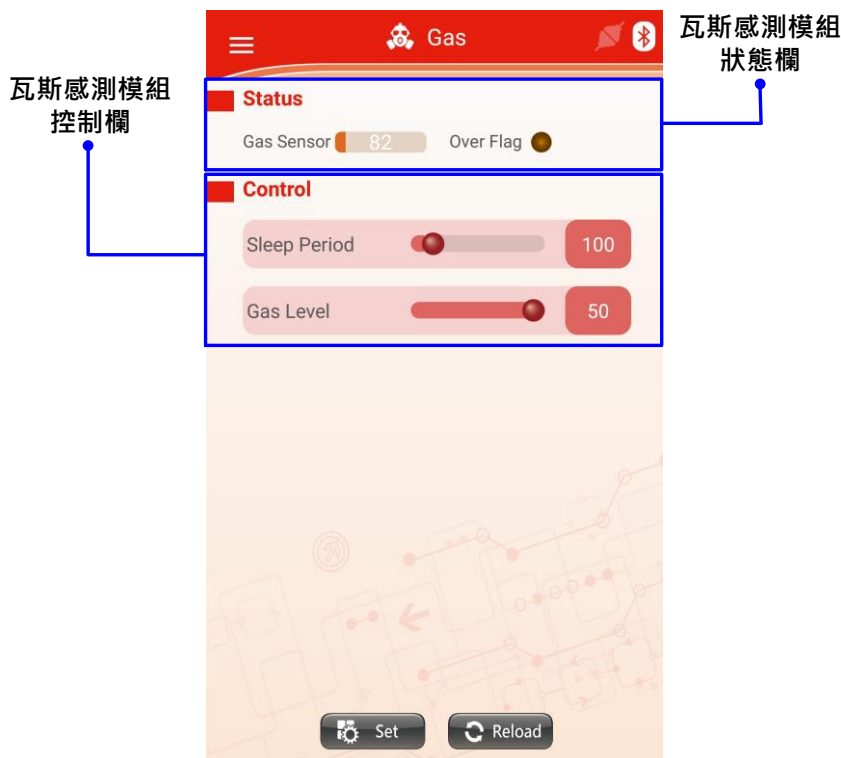 Gas
瓦斯感測模組
狀態欄
瓦斯感測模組
控制欄
Status
Gas Sensor 82 Over Flag
Control
Sleep Period 100
Gas Level 50
Set Reload